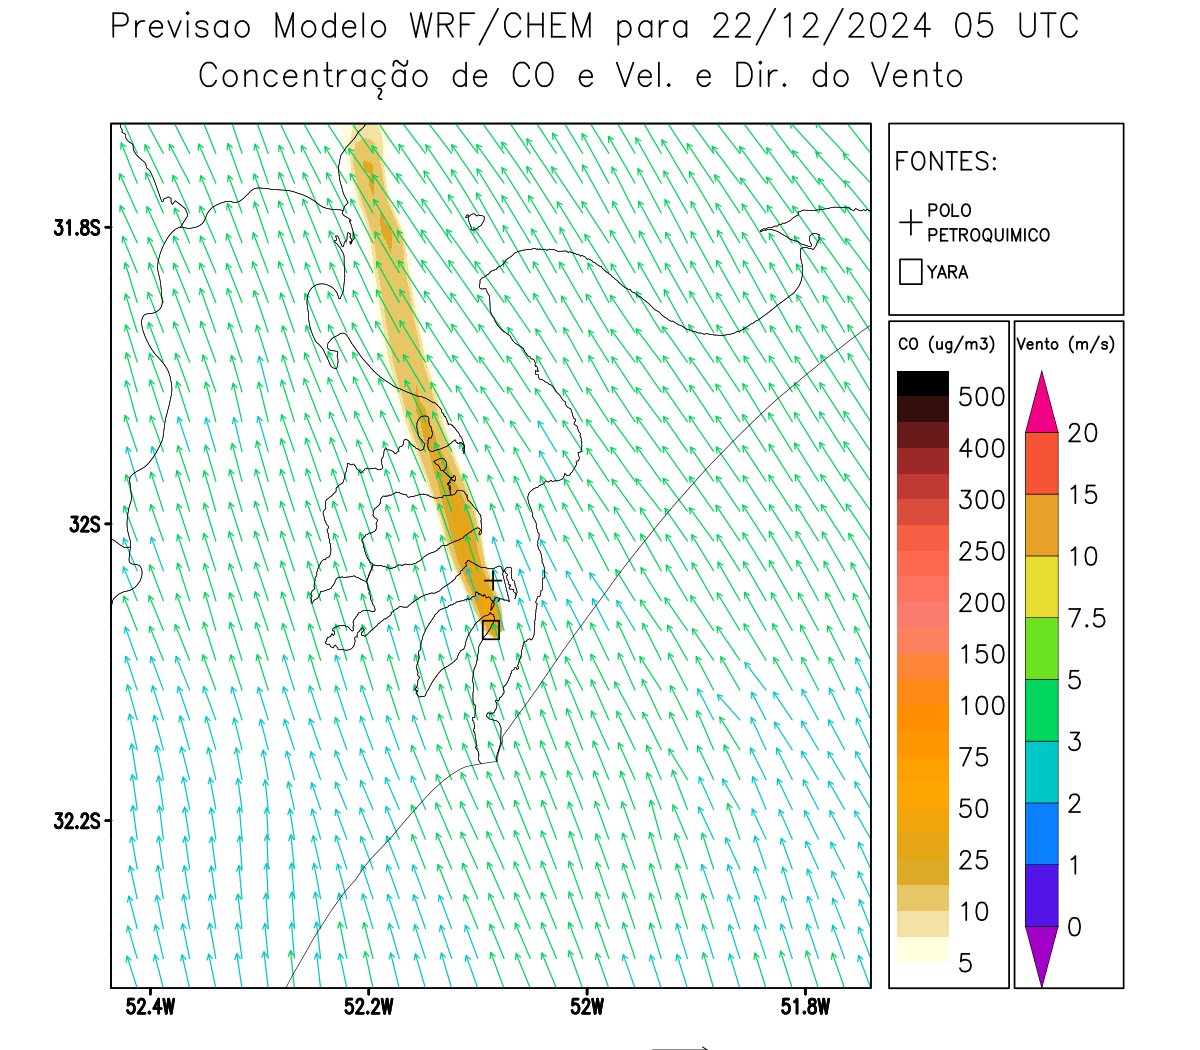 Previsao Modelo WRF/CHEM para 22/12/2024 05 UTC
Concentração de CO e Vel. e Dir. do Vento
FONTES:
POLO
PETROQUIMICO
YARA
31.8S
32S
32.2S
52.4W
52.2W
52W
51.8W
CO (ug/m3)
500
400
300
250
200
150
100
75
50
25
10
5
Vento (m/s)
20
15
10
7.5
5
3
2
1
0